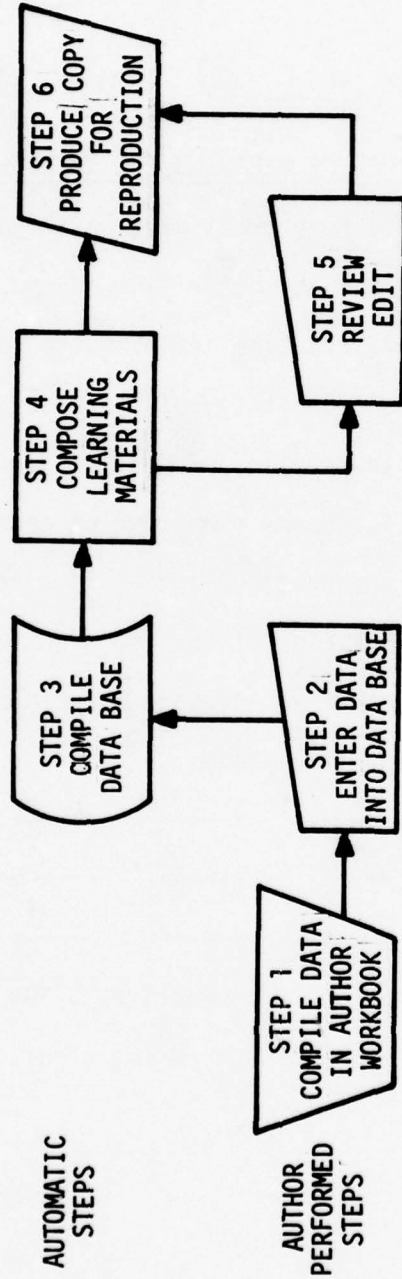 AUTOMATIC
STEPS
STEP 3
COMPILE
DATA BASE
STEP 4
COMPOSE
LEARNING
MATERIALS
STEP 6
PRODUCE COPY
FOR
REPRODUCTION
AUTHOR
PERFORMED
STEPS
STEP 1
COMPILE DATA
IN AUTHOR
WORKBOOK
STEP 2
ENTER DATA
INTO DATA BASE
STEP 5
REVIEW
EDIT